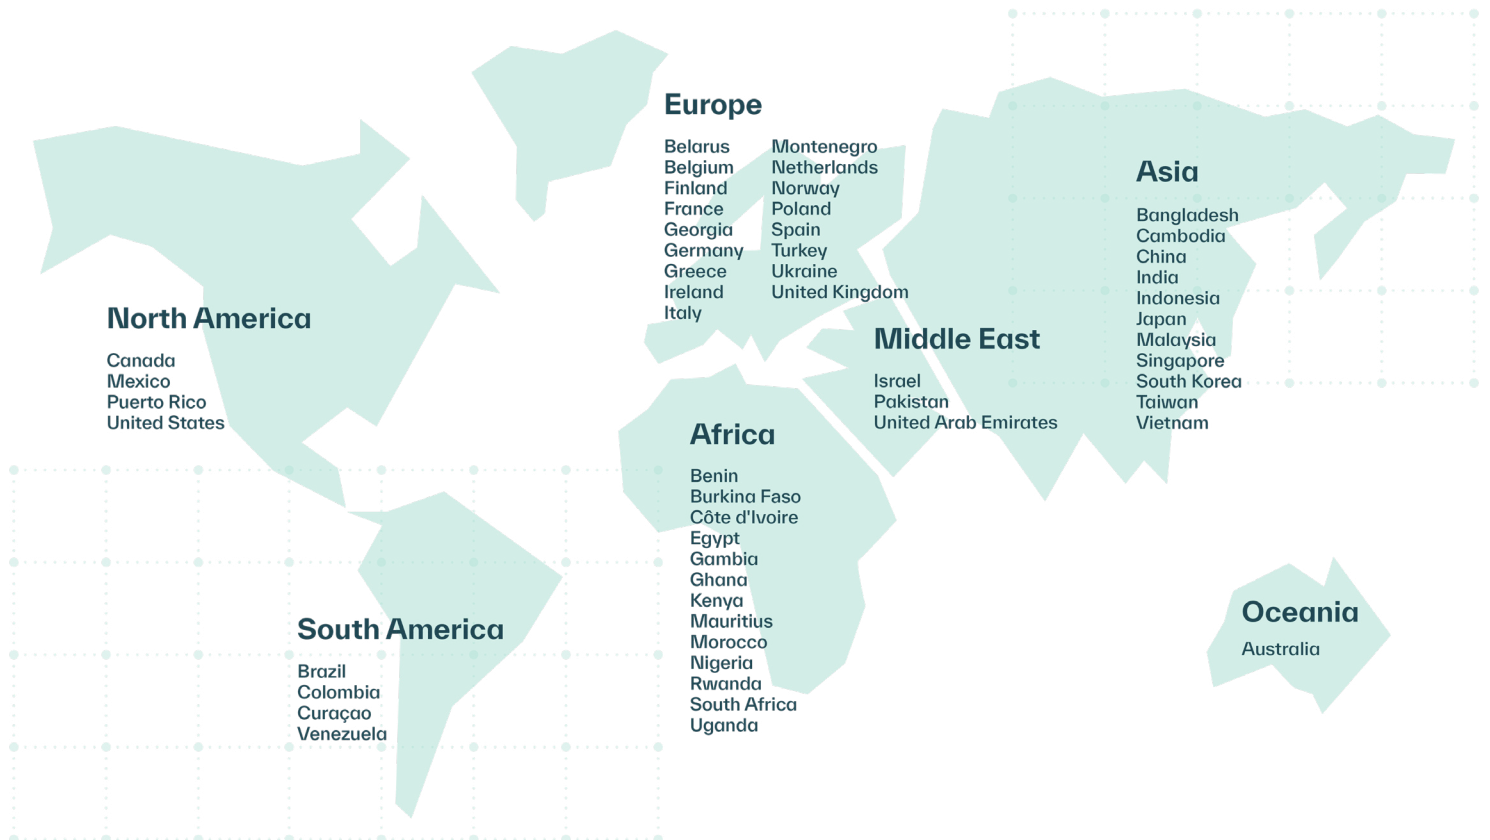 Europe
Belarus
Belgium
Finland
France
Georgia
Germany
Greece
Ireland
Italy
Montenegro
Netherlands
Norway
Poland
Spain
Turkey
Ukraine
United Kingdom
Asia
Bangladesh
Cambodia
China
India
Indonesia
Japan
Malaysia
Singapore
South Korea
Taiwan
Vietnam
North America
Canada
Mexico
Puerto Rico
United States
Middle East
Israel
Pakistan
United Arab Emirates
Africa
Benin
Burkina Faso
Côte d'Ivoire
Egypt
Gambia
Ghana
Kenya
Mauritius
Morocco
Nigeria
Rwanda
South Africa
Uganda
South America
Brazil
Colombia
Curaçao
Venezuela
Oceania
Australia